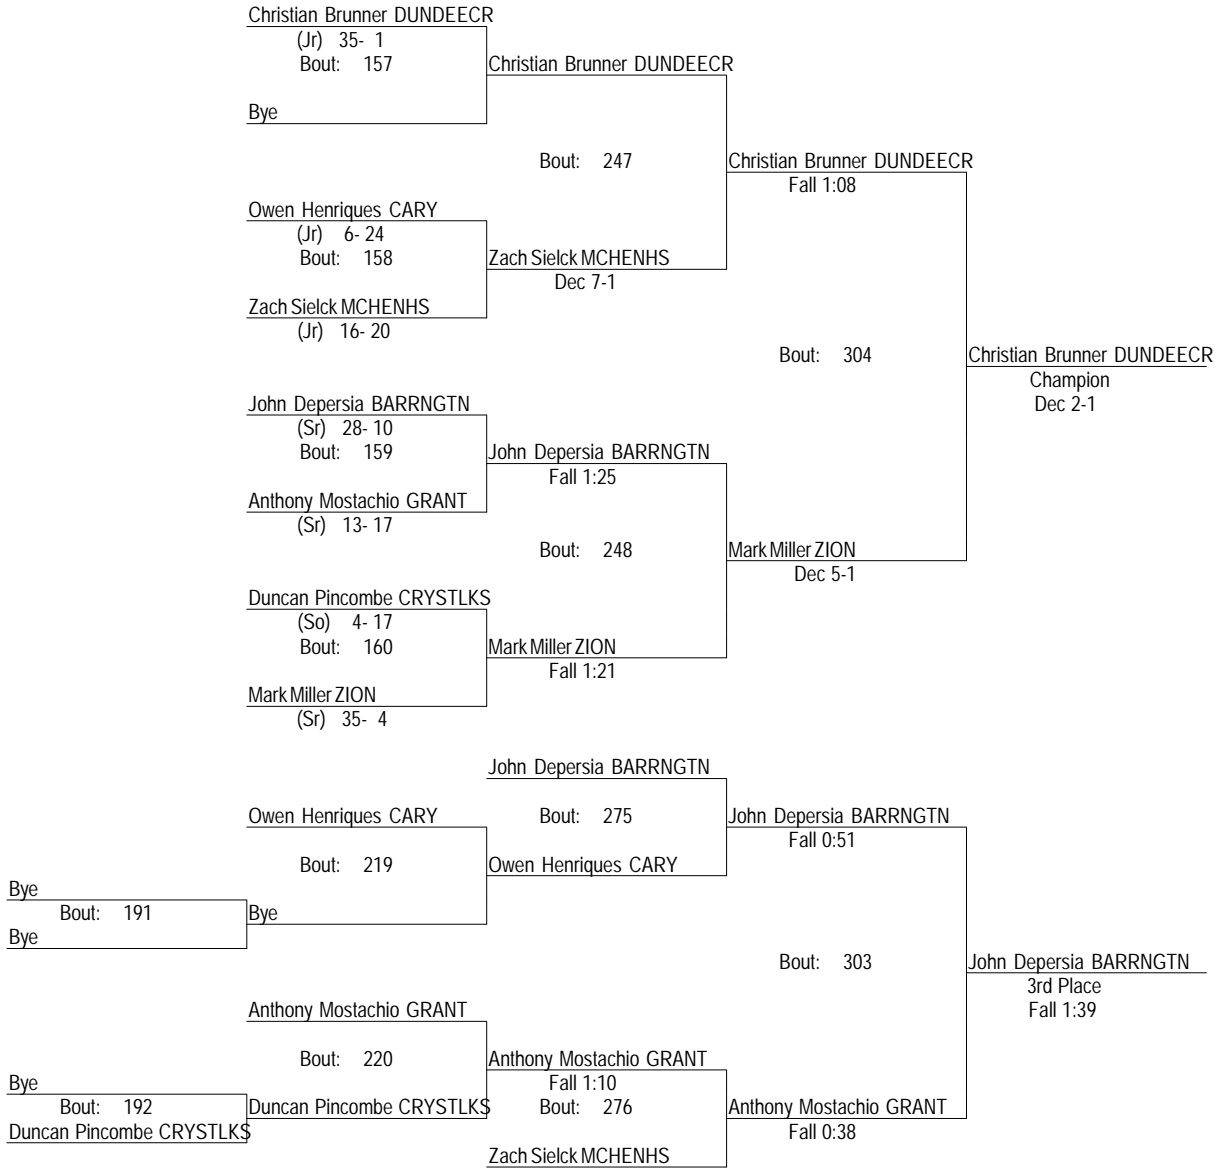 Christian Brunner DUNDEECR
(Jr) 35- 1
Bout: 157
Christian Brunner DUNDEECR
Bye
Bout: 247
Christian Brunner DUNDEECR
Fall 1:08
Owen Henriques CARY
(Jr) 6- 24
Bout: 158
Zach Sielck MCHENHS
Dec 7-1
Zach Sielck MCHENHS
(Jr) 16- 20
Bout: 304
Christian Brunner DUNDEECR
Champion
Dec 2-1
John Depersia BARRNGTN
(Sr) 28- 10
Bout: 159
John Depersia BARRNGTN
Fall 1:25
Anthony Mostachio GRANT
(Sr) 13- 17
Bout: 248
Mark Miller ZION
Dec 5-1
Duncan Pincombe CRYSTLKS
(So) 4- 17
Bout: 160
Mark Miller ZION
Fall 1:21
Mark Miller ZION
(Sr) 35- 4
John Depersia BARRNGTN
Owen Henriques CARY
Bout: 275
John Depersia BARRNGTN
Fall 0:51
Bout: 219
Owen Henriques CARY
Bye
Bout: 191
Bye
Bye
Bout: 303
John Depersia BARRNGTN
3rd Place
Fall 1:39
Anthony Mostachio GRANT
Bout: 220
Anthony Mostachio GRANT
Fall 1:10
Bye
Bout: 192
Duncan Pincombe CRYSTLKS
Bout: 276
Anthony Mostachio GRANT
Fall 0:38
Duncan Pincombe CRYSTLKS
Zach Sielck MCHENHS